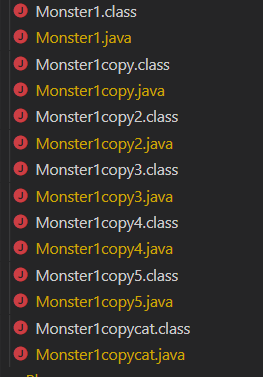 Monster1.class
Monster1.java
Monster1copy.class
Monster1copy.java
Monster1copy2.class
Monster1copy2.java
Monster1copy3.class
Monster1copy3.java
Monster1copy4.class
Monster1copy4.java
Monster1copy5.class
Monster1copy5.java
Monster1copycat.class
Monster1copycat.java